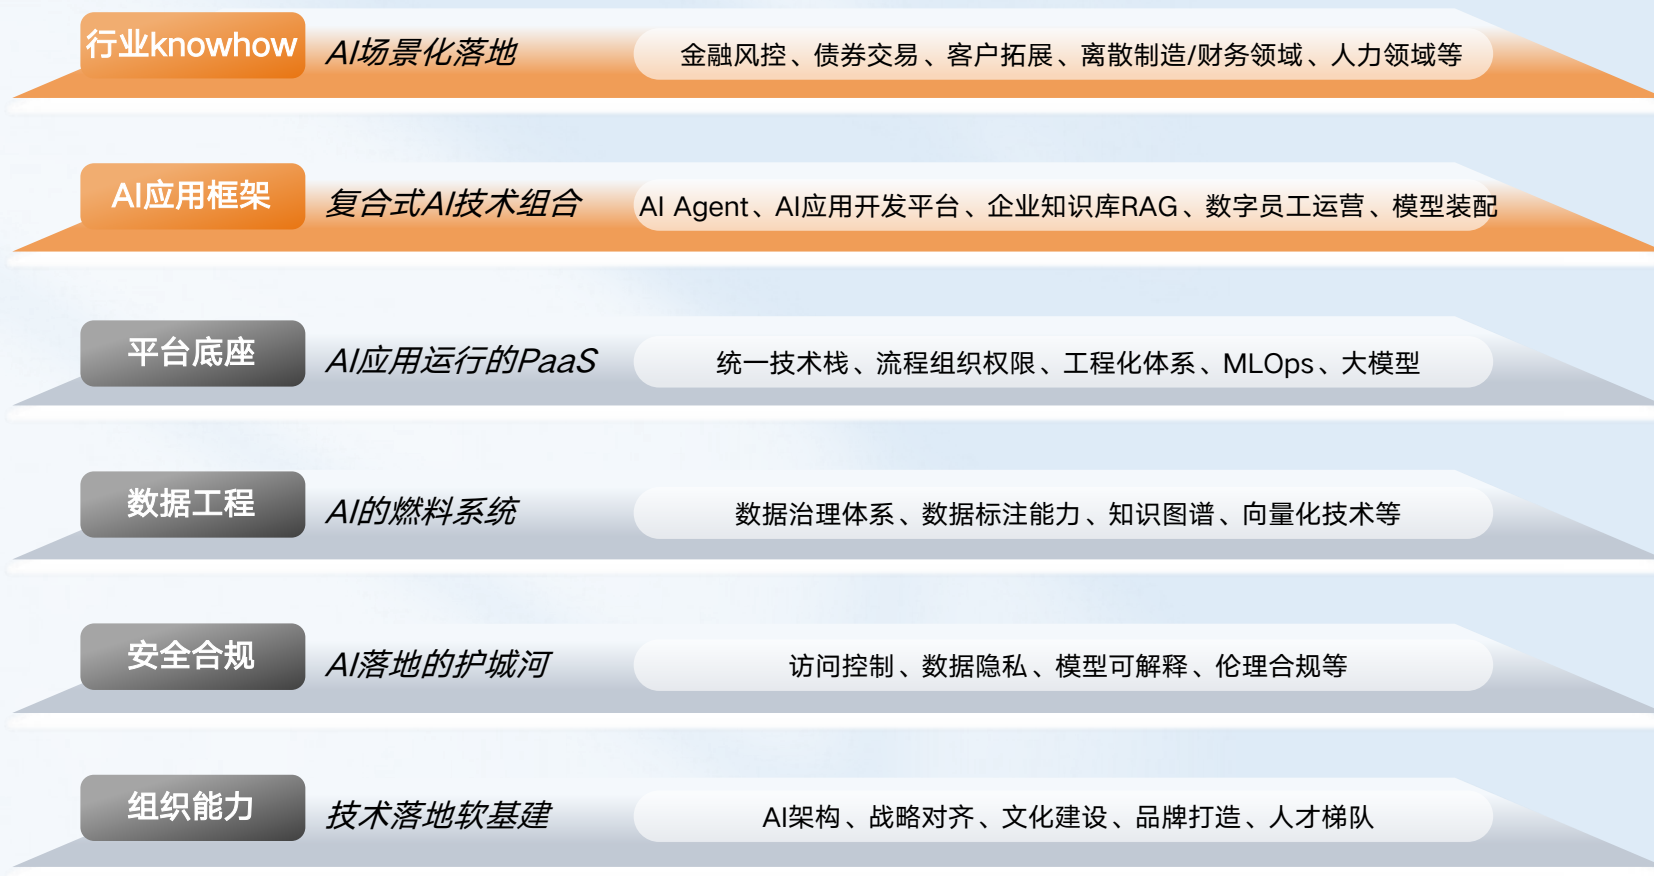 行业knowhow AI场景化落地 金融风控、债券交易、客户拓展、离散制造/财务领域、人力领域等
AI应用框架 复合式AI技术组合 AI Agent、AI应用开发平台、企业知识库RAG、数字员工运营、模型装配
平台底座 AI应用运行的PaaS 统一技术栈、流程组织权限、工程化体系、MLOps、大模型
数据工程 AI的燃料系统 数据治理体系、数据标注能力、知识图谱、向量化技术等
安全合规 AI落地的护城河 访问控制、数据隐私、模型可解释、伦理合规等
组织能力 技术落地软基建 AI架构、战略对齐、文化建设、品牌打造、人才梯队